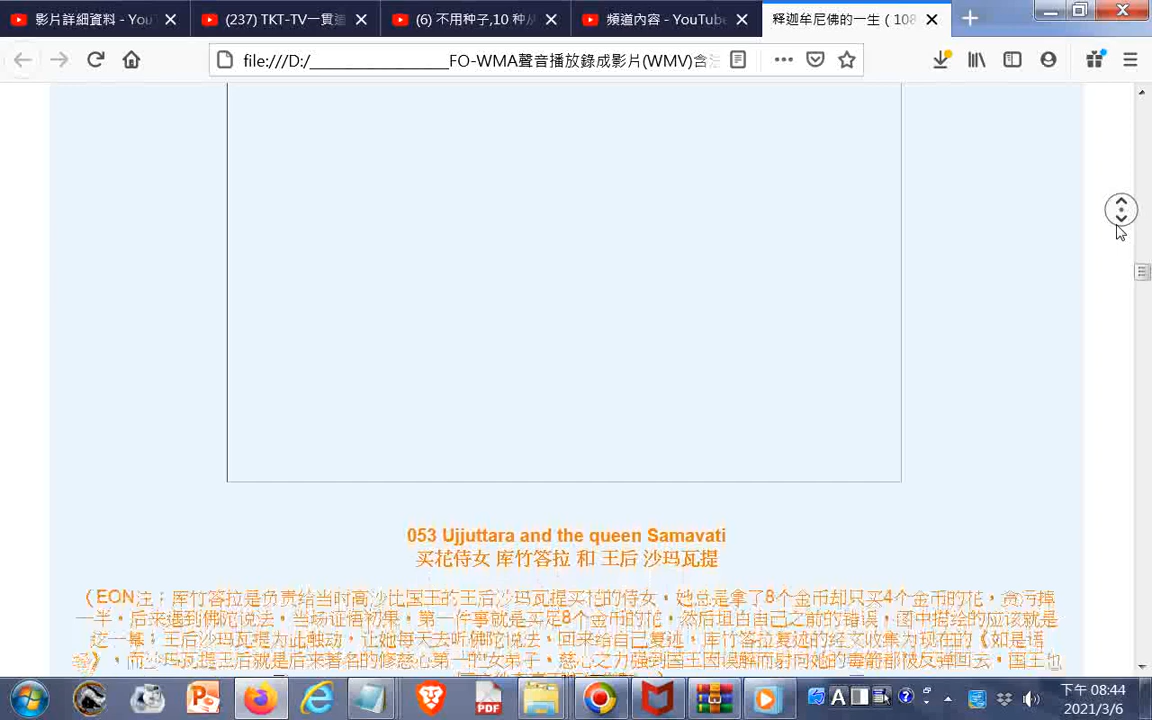 影片詳細資料 - You
(237) TKT-TV一貫道
(6) 不用种子,10 种
頻道內容 - YouTube
释迦牟尼佛的一生 ( 108
file:///D:/________________FO-WMA聲音播放錄成影片(WMV)含
053 Ujjuttara and the queen Samavati
买花侍女 库竹答拉 和 王后 沙玛瓦提
（EON注：库竹答拉是负责给当时高沙比国王的王后沙玛瓦提买花的侍女，她总是拿了8个金币却只买4个金币的花，贪污掉
一半，后来遇到佛陀说法，当场证悟初果，第一件事就是买足8个金币的花，然后坦白自己之前的错误，图中描绘的应该就是
这一幕；王后沙玛瓦提为此触动，让她每天去听佛陀说法，回来给自己复述，库竹答拉复述的经文收集为现在的《如是语
》，而沙玛瓦提王后就是后来著名的修慈心第一的女弟子，慈心之力强到国王因误解而射向她的毒箭都被反弹回去，国王也
PDF
A
下午 08:44
2021/3/6